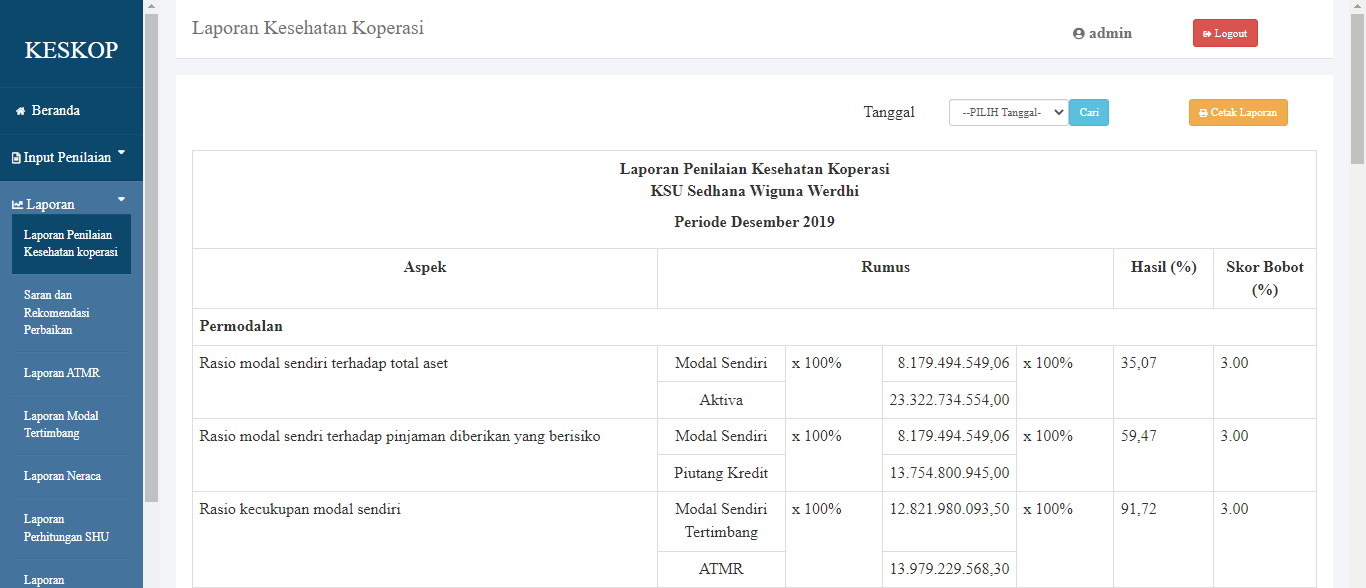 KESKOP
Beranda
Input Penilaian
Laporan
Laporan Penilaian
Kesehatan koperasi
Saran dan
Rekomendasi
Perbaikan
Laporan ATMR
Laporan Modal
Tertimbang
Laporan Neraca
Laporan
Perhitungan SHU
Laporan
Laporan Kesehatan Koperasi
admin
Logout
Tanggal
--PILIH Tanggal-
Cari
Cetak Laporan
Laporan Penilaian Kesehatan Koperasi
KSU Sedhana Wiguna Werdhi
Periode Desember 2019
Aspek Rumus Hasil (%) Skor Bobot
(%)
Permodalan
Rasio modal sendiri terhadap total aset Modal Sendiri x 100% 8.179.494.549,06 x 100% 35,07 3.00
Aktiva 23.322.734.554,00
Rasio modal sendri terhadap pinjaman diberikan yang berisiko Modal Sendiri x 100% 8.179.494.549,06 x 100% 59,47 3.00
Piutang Kredit 13.754.800.945,00
Rasio kecukupan modal sendiri Modal Sendiri x 100% 12.821.980.093,50 x 100% 91,72 3.00
Tertimbang
ATMR 13.979.229.568,30